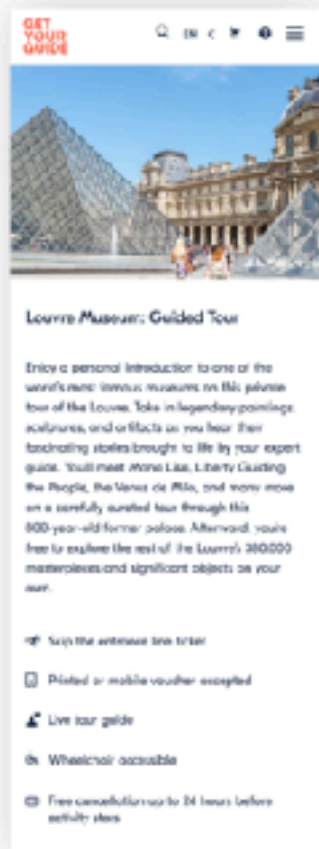 GET
YOUR
GUIDE
EN €
Louvre Museum: Guided Tour
Enjoy a personal introduction to one of the
world's most famous museums on this private
tour of the Louvre. Take in legendary paintings,
sculptures, and artifacts as you hear their
fascinating stories brought to life by your expert
guide. You'll meet Mona Lisa, Liberty Guiding
the People, the Venus de Milo, and many more
on a carefully curated tour through this
800-year-old former palace. Afterward, you're
free to explore the rest of the Louvre's 380,000
masterpieces and significant objects on your
own.
Skip the entrance line ticket
Printed or mobile voucher accepted
Live tour guide
Wheelchair accessible
Free cancellation up to 24 hours before
activity starts